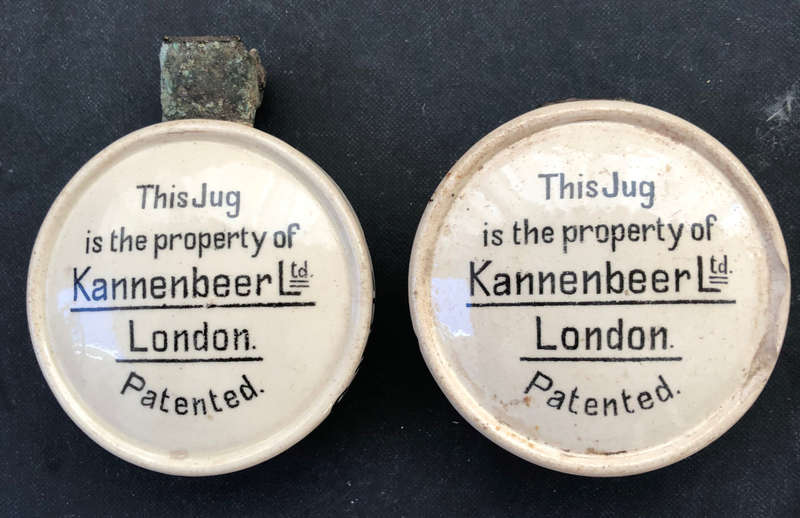 This Jug
is the property of
Kannenbeer Ltd.
London.
Patented.
This Jug
is the property of
Kannenbeer Ltd.
London.
Patented.